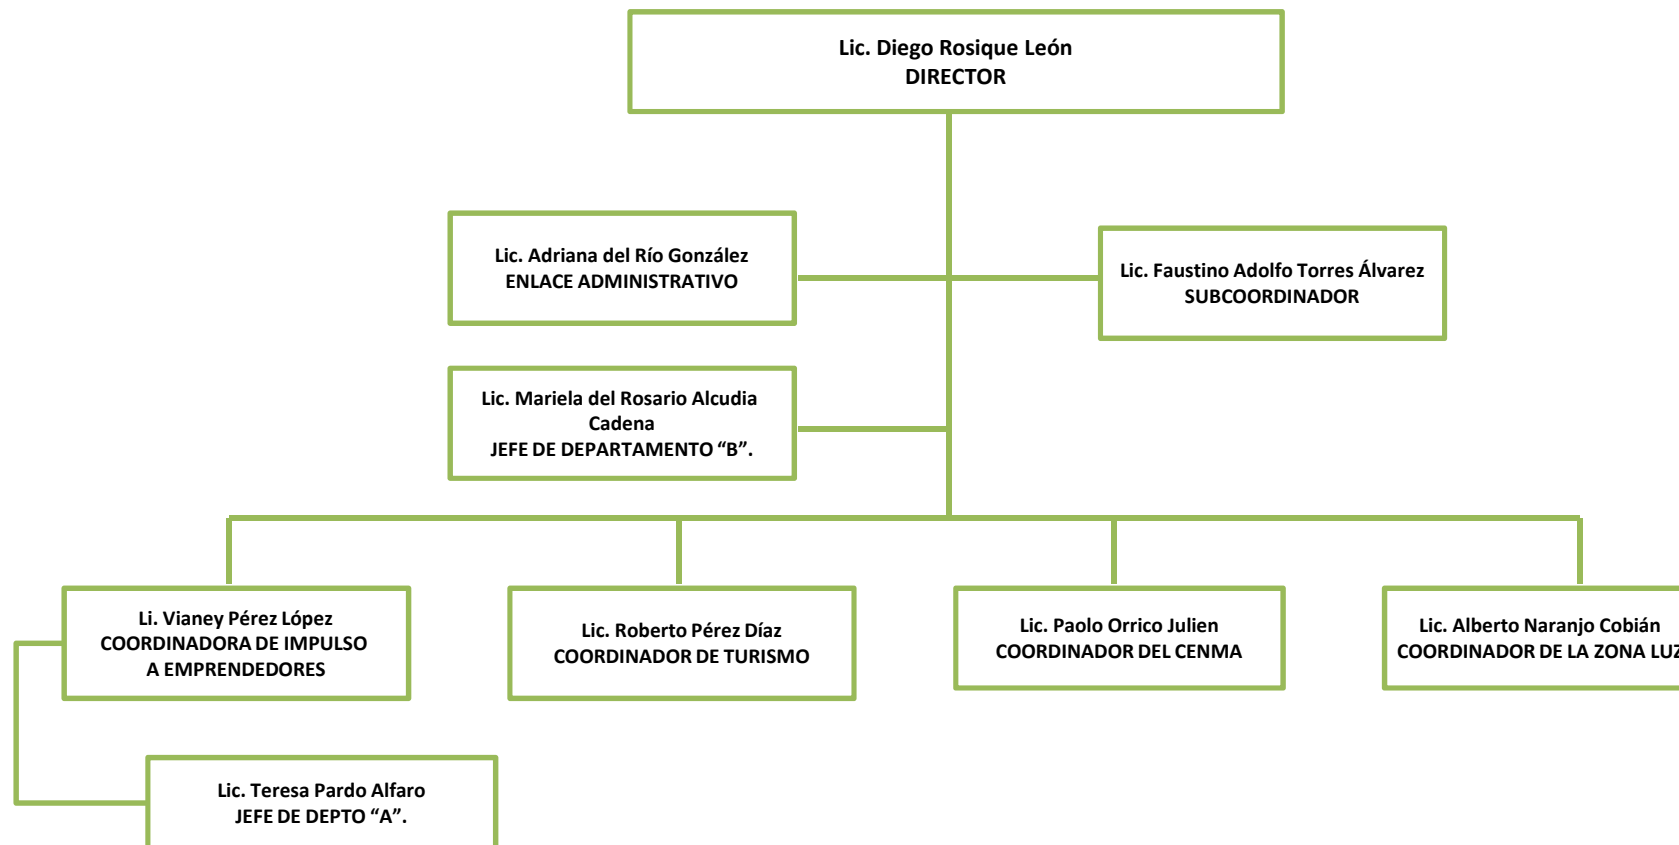 Lic. Diego Rosique León
DIRECTOR
Lic. Adriana del Río González
ENLACE ADMINISTRATIVO
Lic. Faustino Adolfo Torres Álvarez
SUBCOORDINADOR
Lic. Mariela del Rosario Alcudia
Cadena
JEFE DE DEPARTAMENTO “B”.
Li. Vianey Pérez López
COORDINADORA DE IMPULSO
A EMPRENDEDORES
Lic. Roberto Pérez Díaz
COORDINADOR DE TURISMO
Lic. Paolo Orrico Julien
COORDINADOR DEL CENMA
Lic. Alberto Naranjo Cobián
COORDINADOR DE LA ZONA LUZ
Lic. Teresa Pardo Alfaro
JEFE DE DEPTO “A”.